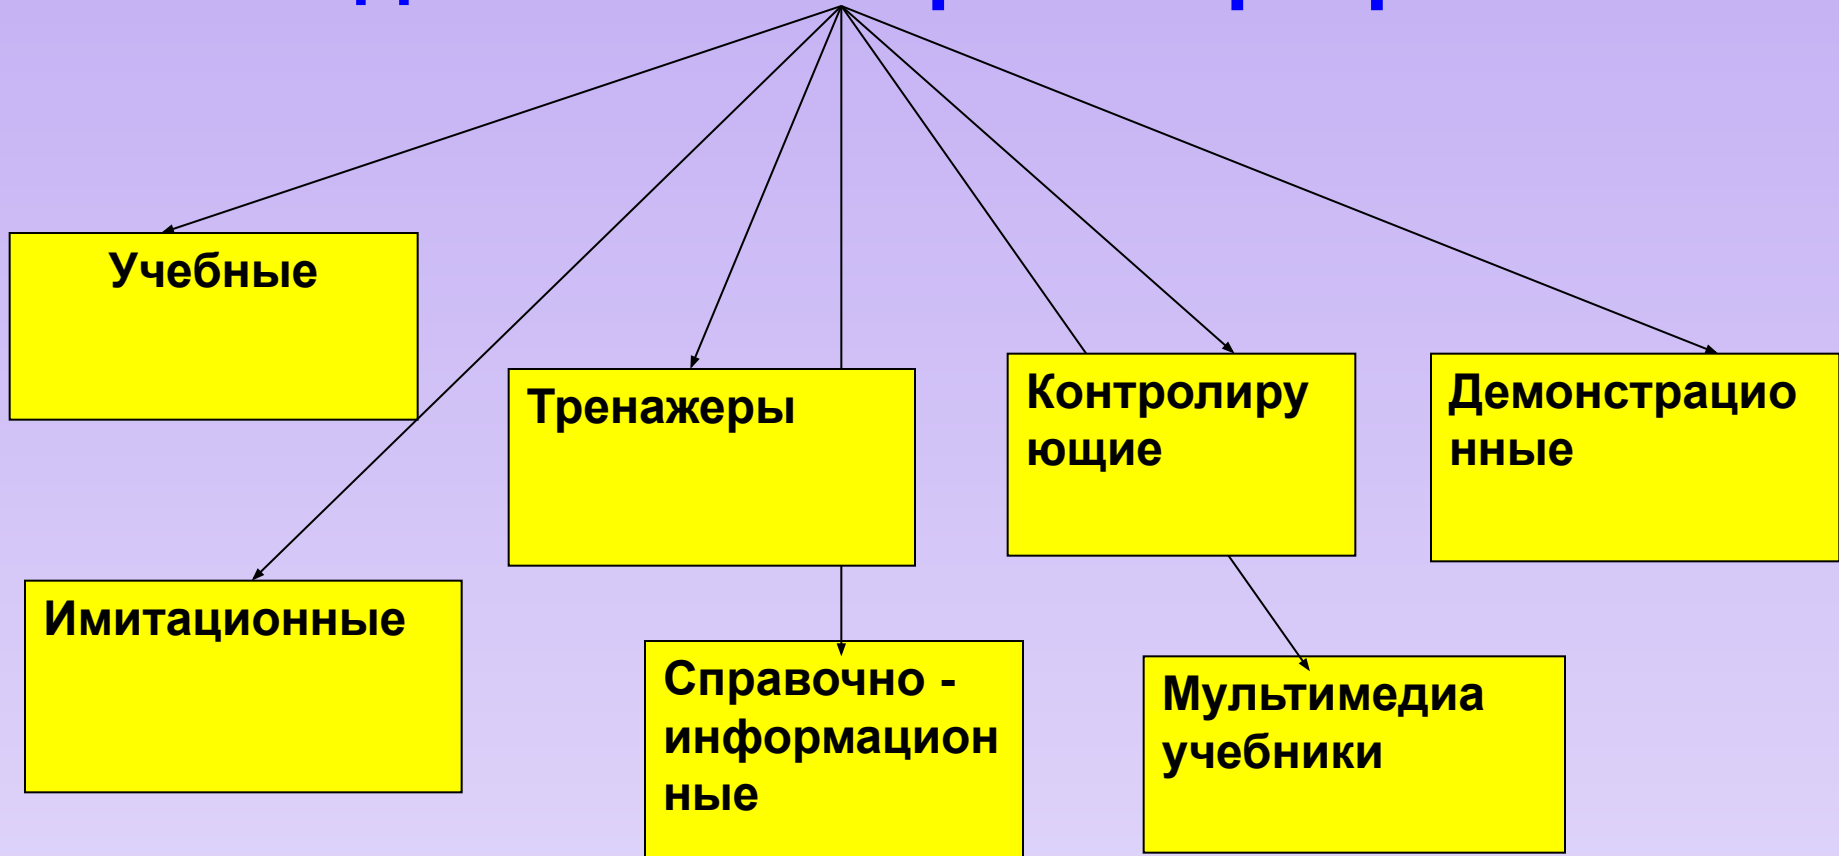 Учебные
Тренажеры
Контролиру
ющие
Демонстрацио
нные
Имитационные
Справочно -
информацион
ные
Мультимедиа
учебники